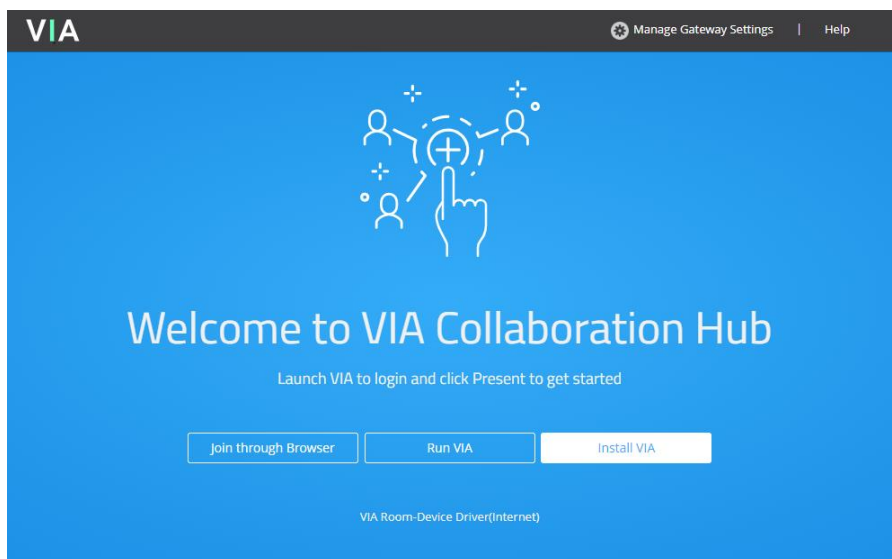 VIA
Manage Gateway Settings | Help
Welcome to VIA Collaboration Hub
Launch VIA to login and click Present to get started
Join through Browser
Run VIA
Install VIA
VIA Room-Device Driver(Internet)